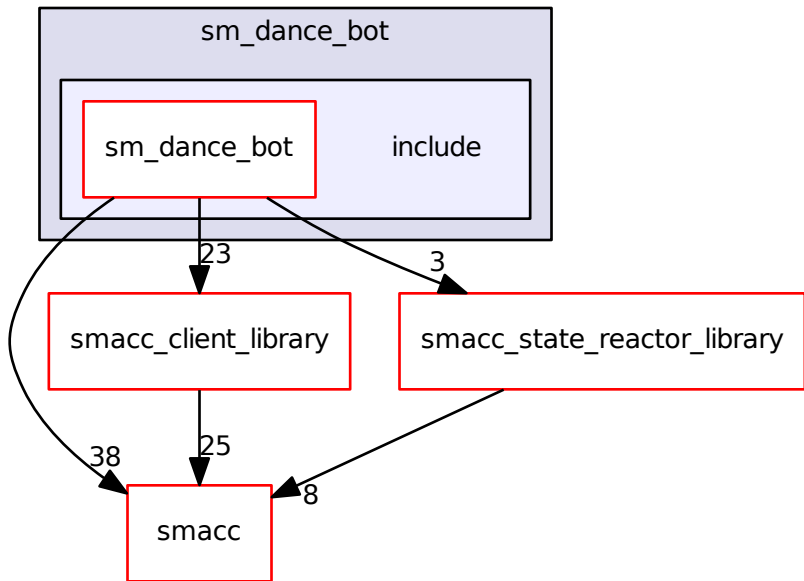 sm_dance_bot
sm_dance_bot
include
23
3
smacc_client_library
smacc_state_reactor_library
38
25
8
smacc